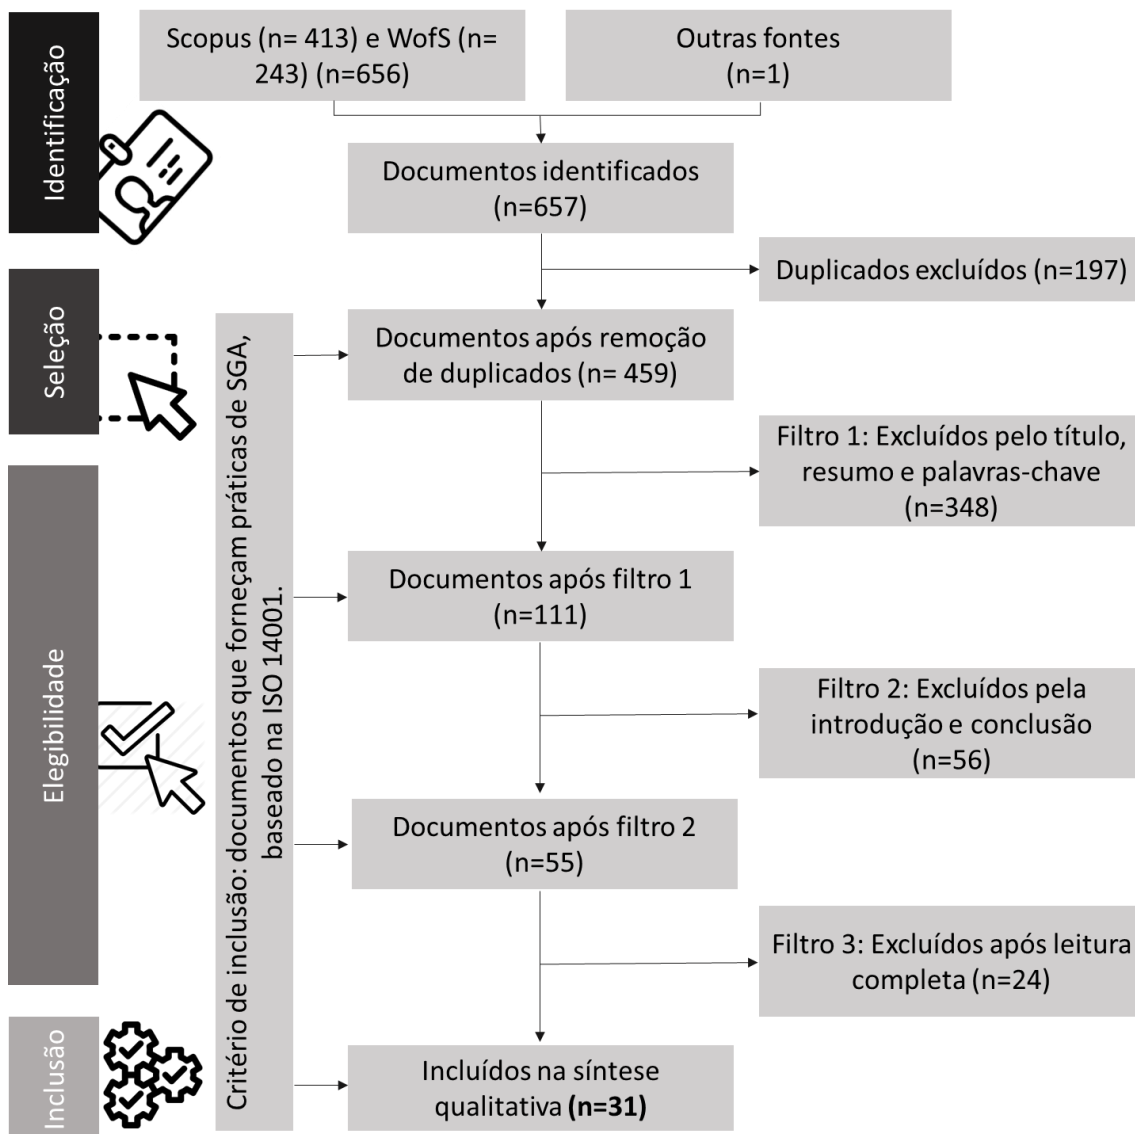 Identificação
Scopus (n= 413) e WofS (n=
243) (n=656)
Outras fontes
(n=1)
Documentos identificados
(n=657)
Duplicados excluídos (n=197)
Seleção
Documentos após remoção
de duplicados (n= 459)
Filtro 1: Excluídos pelo título,
resumo e palavras-chave
(n=348)
Critério de inclusão: documentos que forneçam práticas de SGA,
baseado na ISO 14001.
Elegibilidade
Documentos após filtro 1
(n=111)
Filtro 2: Excluídos pela
introdução e conclusão
(n=56)
Documentos após filtro 2
(n=55)
Filtro 3: Excluídos após leitura
completa (n=24)
Inclusão
Incluídos na síntese
qualitativa (n=31)